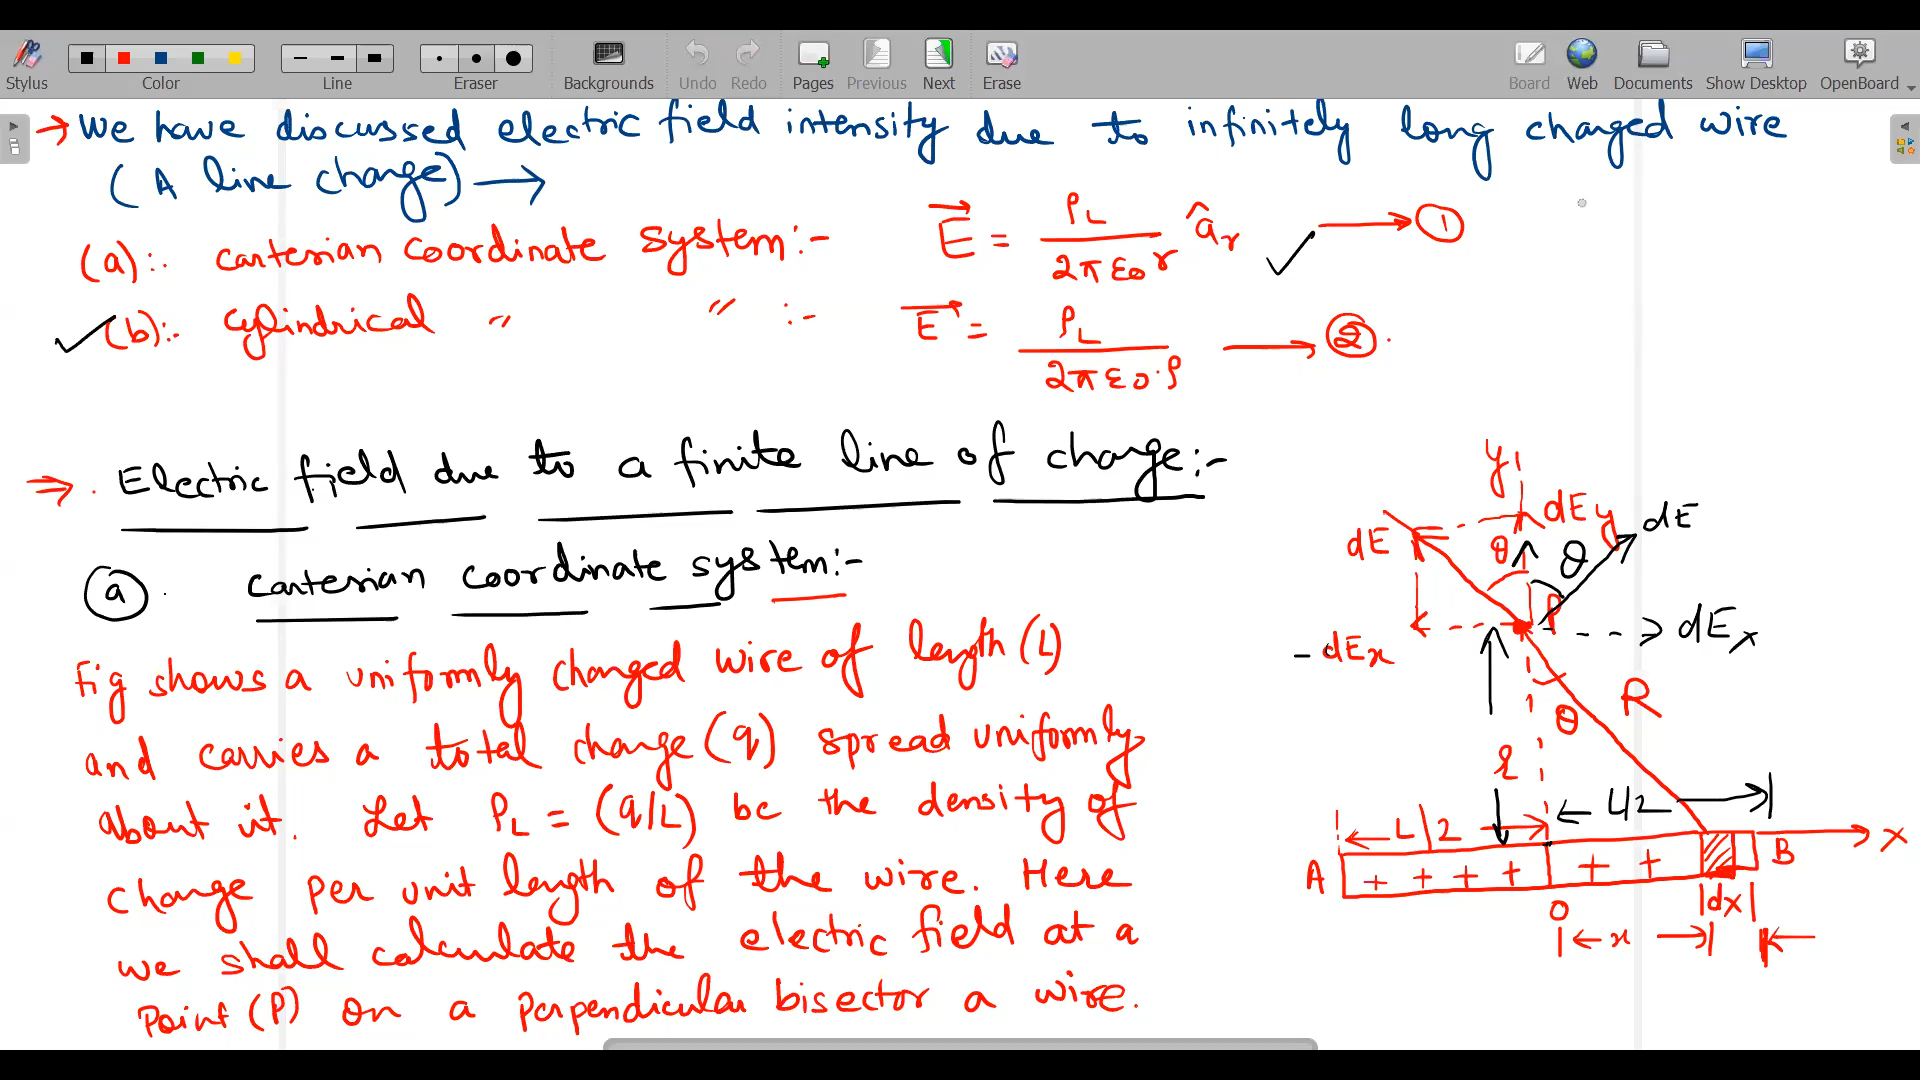 Stylus Color Line Eraser Backgrounds Undo Redo Pages Previous Next Erase Board Web Documents Show Desktop OpenBoard
→ We have discussed electric field intensity due to infinitely long charged wire
(A line charge) →
(a):- Cartesian coordinate system:- E⃗ = ρL / 2πε0 r âr → ①
(b):- Cylindrical " " :- E⃗ = ρL / 2πε0·ρ → ②.
⇒. Electric field due to a finite line of charge:-
ⓐ. Cartesian coordinate system:-
Fig shows a uniformly charged wire of length (L)
and carries a total charge (q) spread uniformly
about it. Let ρL = (q/L) be the density of
charge per unit length of the wire. Here
we shall calculate the electric field at a
Point (P) on a perpendicular bisector a wire.
y
dE dEy dE
θ θ
P
-dEx dEx
R
θ
r
L/2 L/2
x
A + + + + + + B
0 |dx|
x